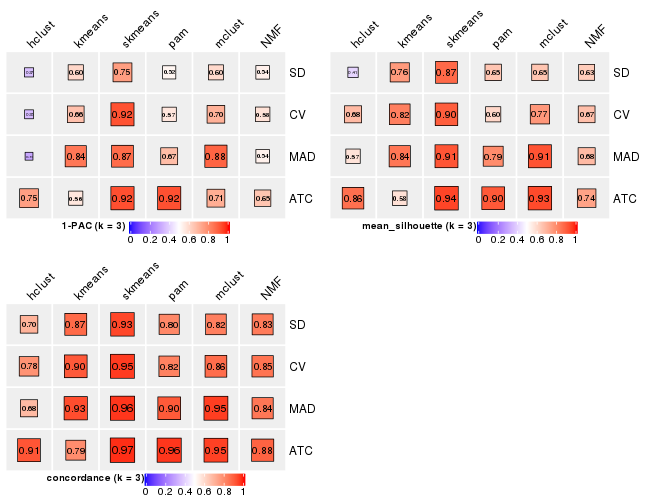 hclust kmeans skmeans pam mclust NMF
0.60 0.75 0.52 0.60 0.54 SD
0.66 0.92 0.57 0.70 0.58 CV
0.84 0.87 0.67 0.88 0.54 MAD
0.75 0.56 0.92 0.92 0.71 0.65 ATC
1-PAC (k = 3) 0 0.2 0.4 0.6 0.8 1
hclust kmeans skmeans pam mclust NMF
0.41 0.76 0.87 0.65 0.65 0.63 SD
0.68 0.82 0.90 0.60 0.77 0.67 CV
0.57 0.84 0.91 0.79 0.91 0.68 MAD
0.86 0.58 0.94 0.90 0.93 0.74 ATC
mean_silhouette (k = 3) 0 0.2 0.4 0.6 0.8 1
hclust kmeans skmeans pam mclust NMF
0.70 0.87 0.93 0.80 0.82 0.83 SD
0.78 0.90 0.95 0.82 0.86 0.85 CV
0.68 0.93 0.96 0.90 0.95 0.84 MAD
0.91 0.79 0.97 0.96 0.95 0.88 ATC
concordance (k = 3) 0 0.2 0.4 0.6 0.8 1